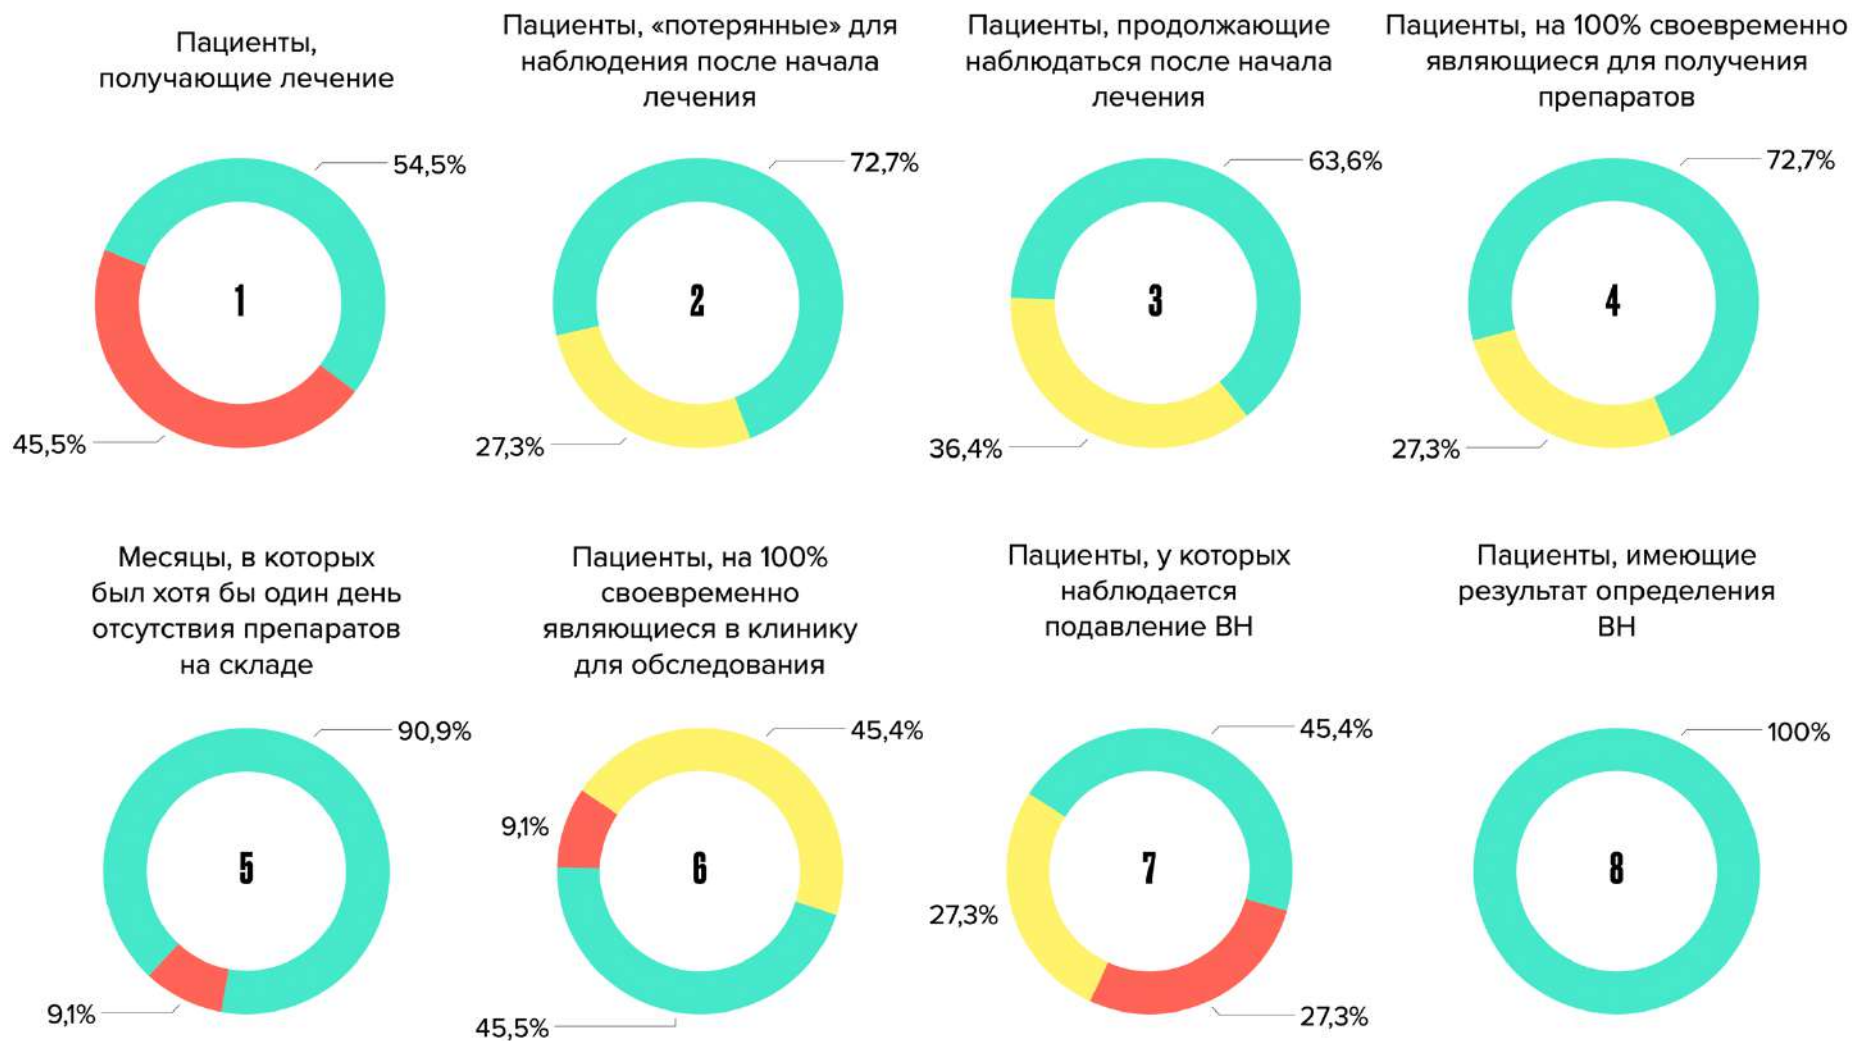 Пациенты,
получающие лечение
54,5%
1
45,5%
Пациенты, «потерянные» для
наблюдения после начала
лечения
72,7%
2
27,3%
Пациенты, продолжающие
наблюдаться после начала
лечения
63,6%
3
36,4%
Пациенты, на 100% своевременно
являющиеся для получения
препаратов
72,7%
4
27,3%
Месяцы, в которых
был хотя бы один день
отсутствия препаратов
на складе
90,9%
5
9,1%
Пациенты, на 100%
своевременно
являющиеся в клинику
для обследования
45,4%
9,1%
6
45,5%
Пациенты, у которых
наблюдается
подавление ВН
45,4%
7
27,3%
27,3%
Пациенты, имеющие
результат определения
ВН
100%
8